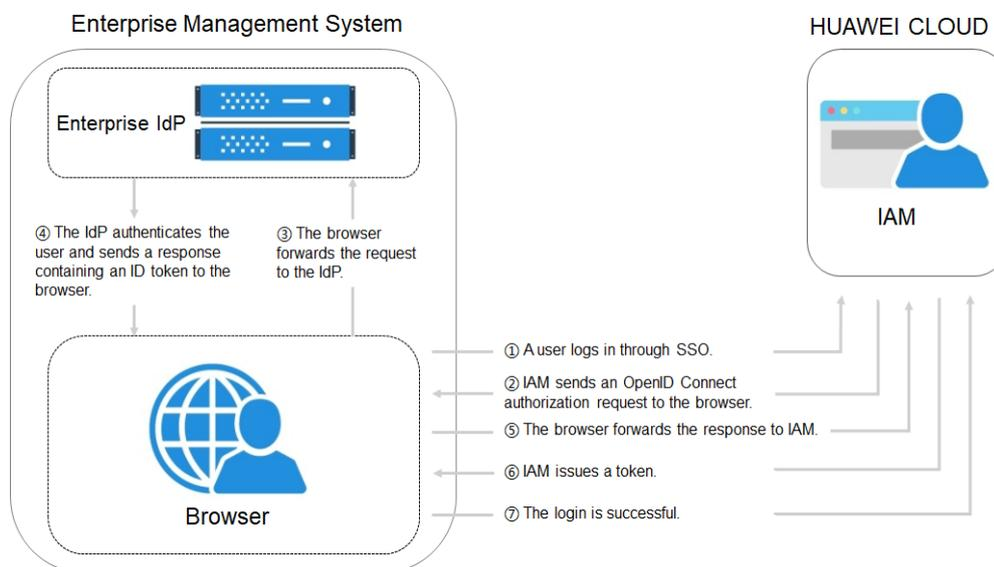 Enterprise Management System
HUAWEI CLOUD
Enterprise IdP
IAM
④ The IdP authenticates the
user and sends a response
containing an ID token to the
browser.
③ The browser
forwards the request
to the IdP.
① A user logs in through SSO.
② IAM sends an OpenID Connect
authorization request to the browser.
⑤ The browser forwards the response to IAM.
⑥ IAM issues a token.
⑦ The login is successful.
Browser